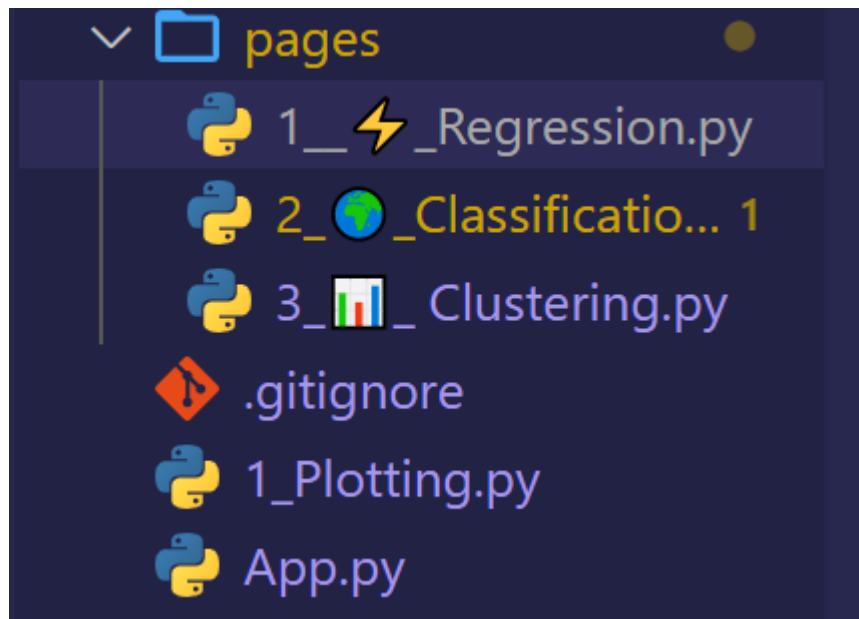 pages
1__⚡_Regression.py
2_🌍_Classificatio... 1
3_📊_ Clustering.py
.gitignore
1_Plotting.py
App.py